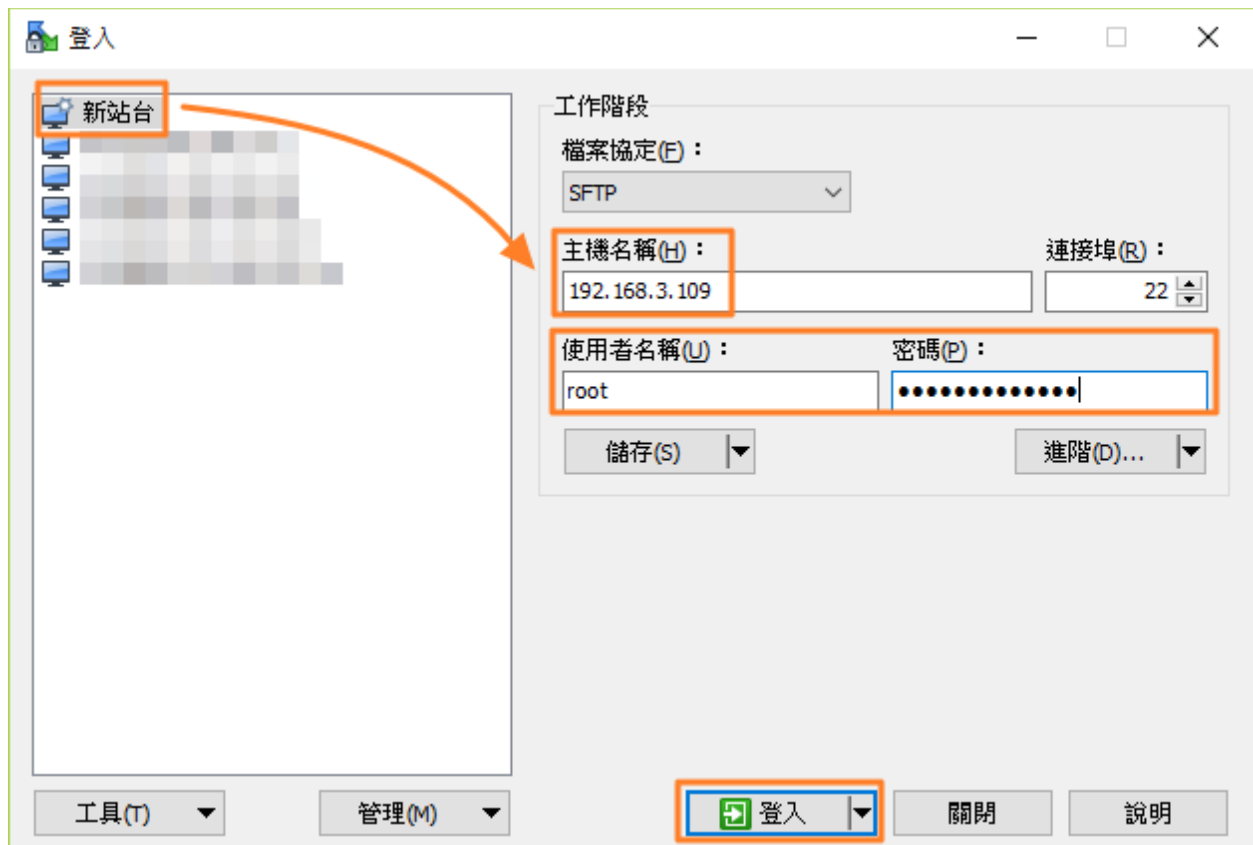 登入
新站台
工作階段
檔案協定(F)：
SFTP
主機名稱(H)： 連接埠(R)：
192.168.3.109 22
使用者名稱(U)： 密碼(P)：
root •••••••••••••
儲存(S) 進階(D)...
工具(T) 管理(M) 登入 關閉 說明